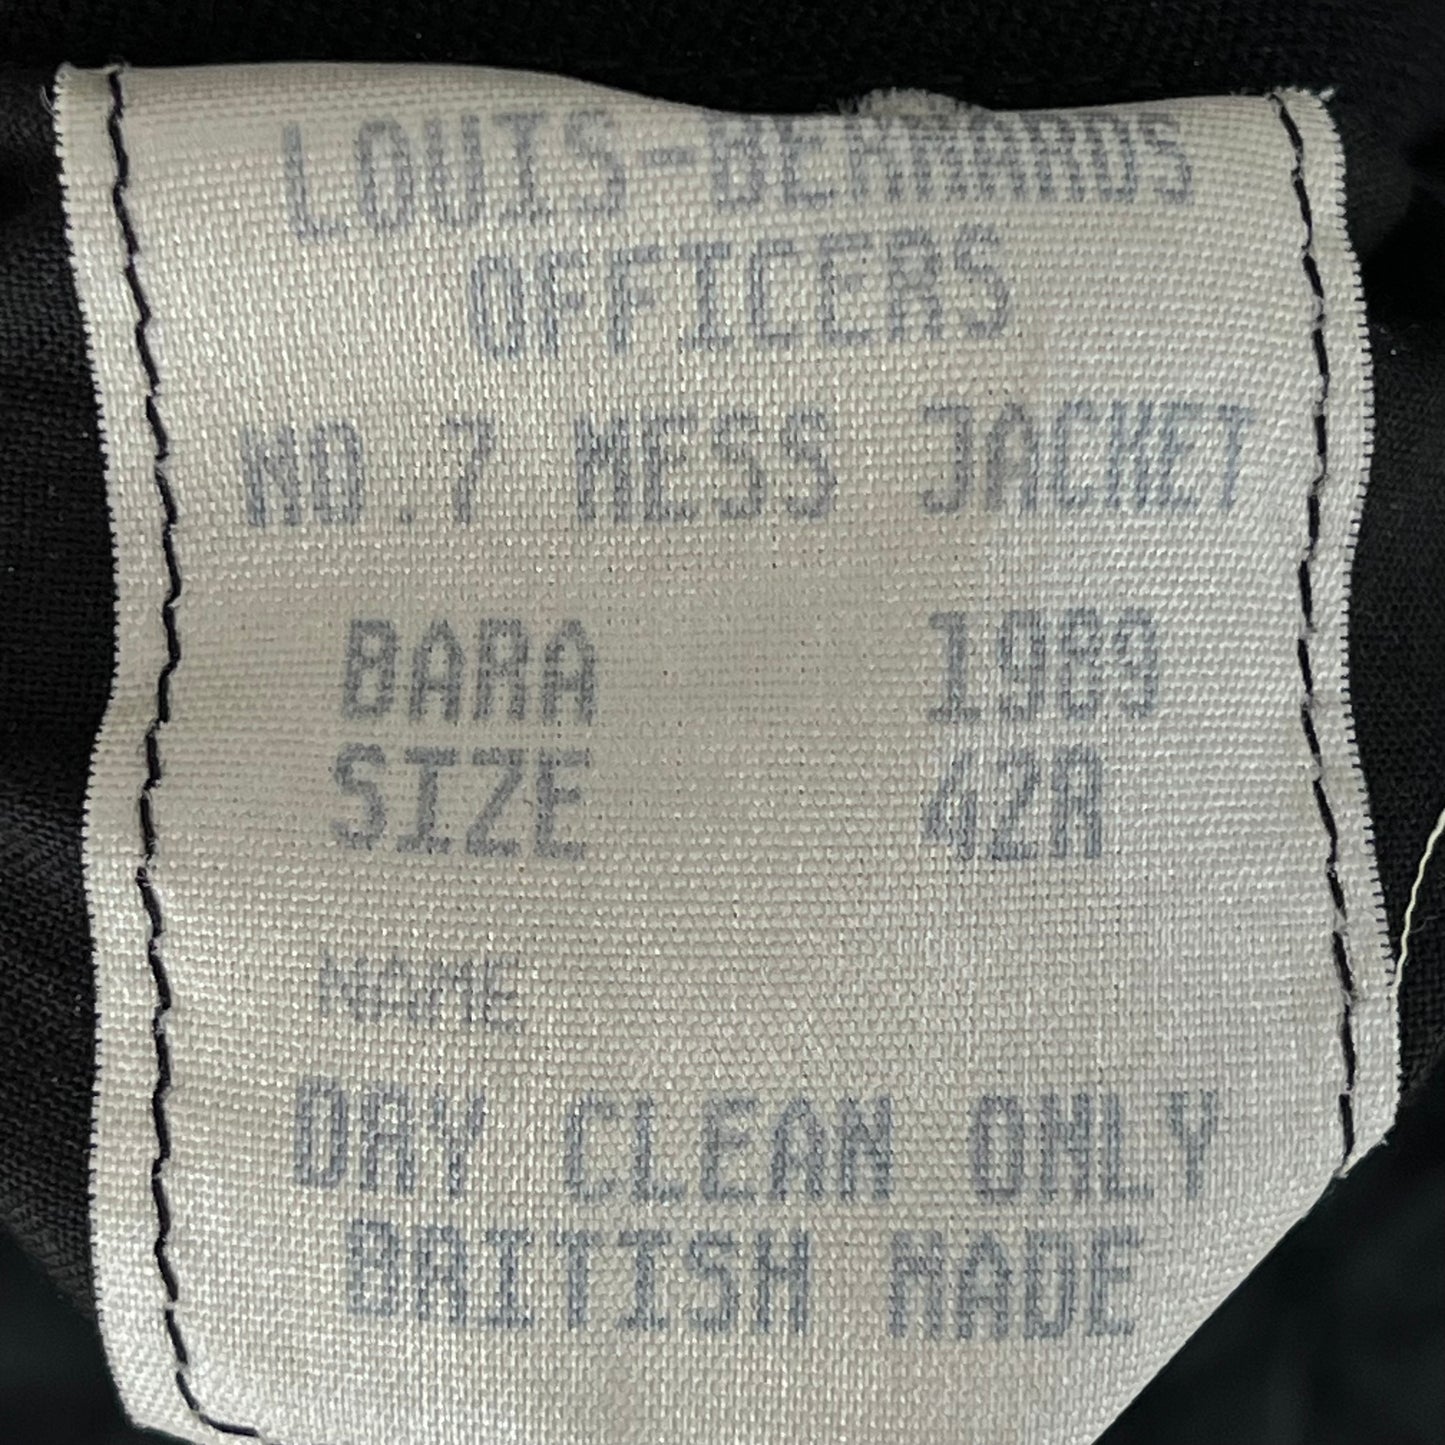 LOUIS-BERNARDS
OFFICERS
NO.7 MESS JACKET
BARA 1989
SIZE 42R
NAME
DRY CLEAN ONLY
BRITISH MADE